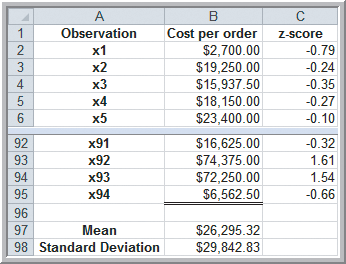 A B C
1 Observation Cost per order z-score
2 x1 $2,700.00 -0.79
3 x2 $19,250.00 -0.24
4 x3 $15,937.50 -0.35
5 x4 $18,150.00 -0.27
6 x5 $23,400.00 -0.10
92 x91 $16,625.00 -0.32
93 x92 $74,375.00 1.61
94 x93 $72,250.00 1.54
95 x94 $6,562.50 -0.66
96
97 Mean $26,295.32
98 Standard Deviation $29,842.83